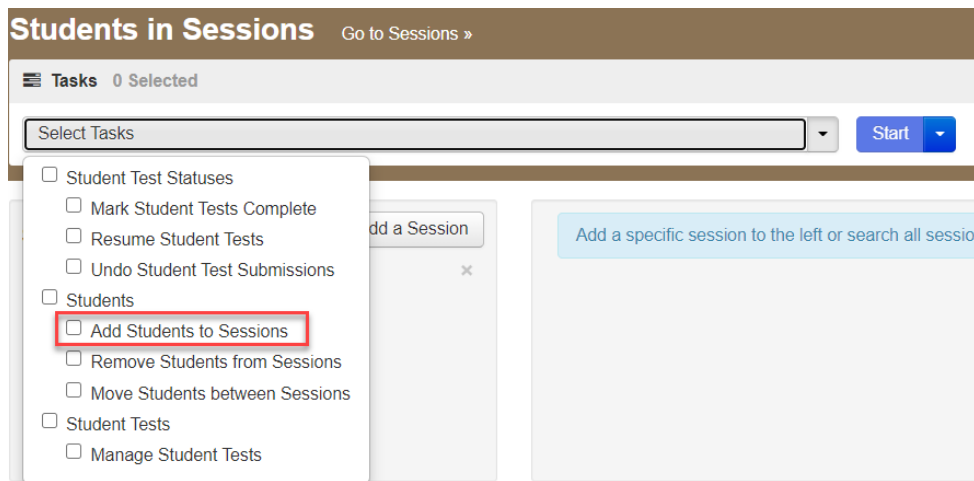 Students in Sessions Go to Sessions »
Tasks 0 Selected
Select Tasks Start
Student Test Statuses
Mark Student Tests Complete
Resume Student Tests
Undo Student Test Submissions
Students
Add Students to Sessions
Remove Students from Sessions
Move Students between Sessions
Student Tests
Manage Student Tests
a Session
×
Add a specific session to the left or search all